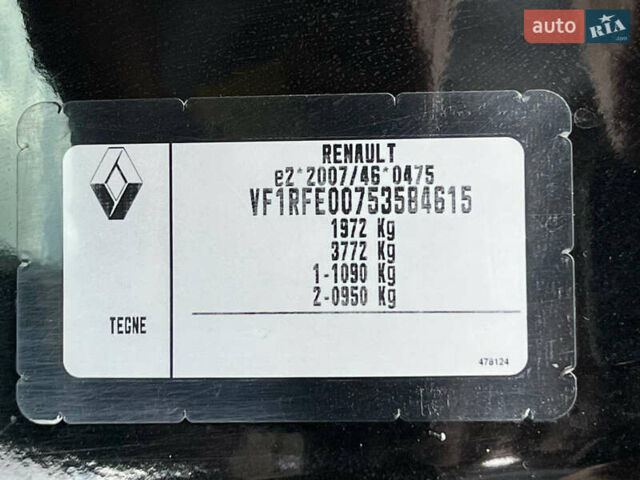 auto RIA
.com
RENAULT
e2*2007/46*0475
VF1RFE00753584615
1972 Kg
3772 Kg
1-1090 Kg
2-0950 Kg
TEGNE
478124